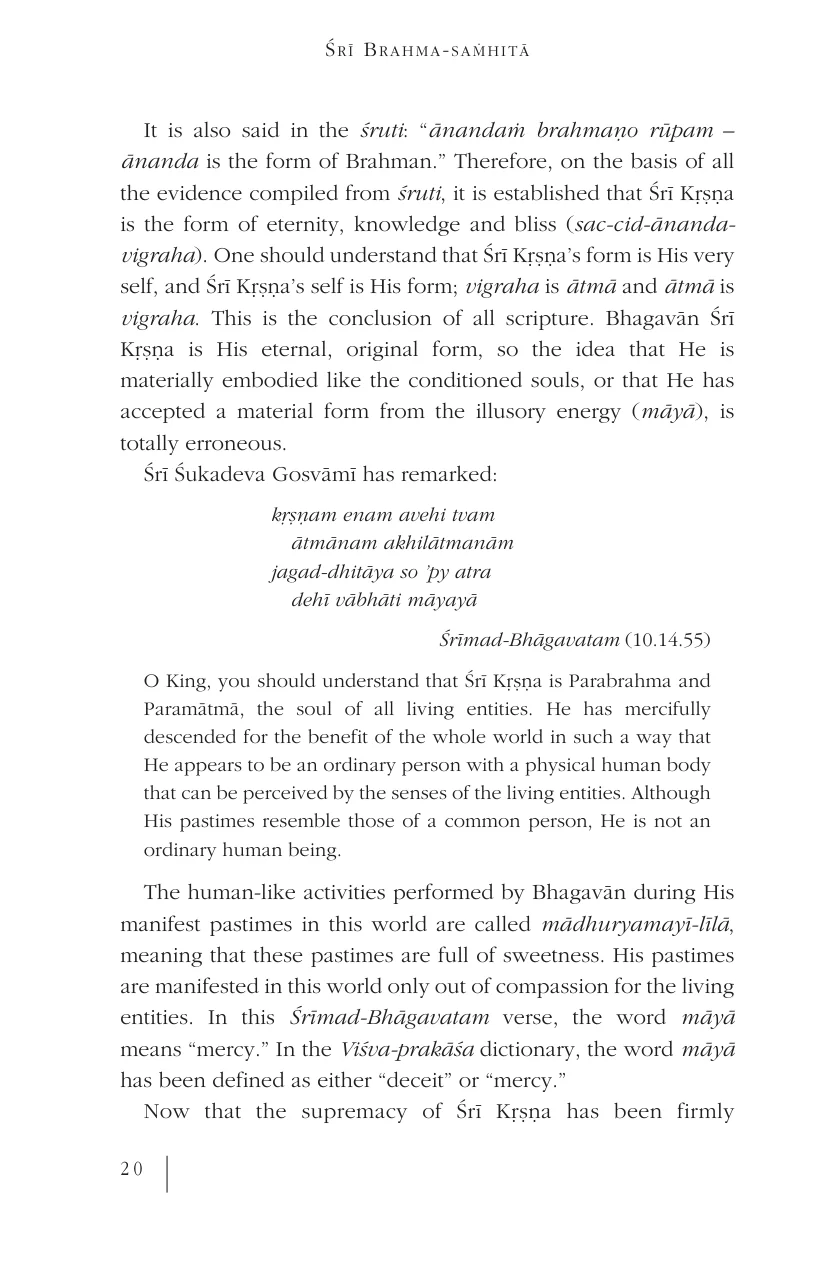 Śrī Brahma-saṁhitā
It is also said in the śruti: “ānandaṁ brahmaṇo rūpam –
ānanda is the form of Brahman.” Therefore, on the basis of all
the evidence compiled from śruti, it is established that Śrī Kṛṣṇa
is the form of eternity, knowledge and bliss (sac-cid-ānanda-
vigraha). One should understand that Śrī Kṛṣṇa’s form is His very
self, and Śrī Kṛṣṇa’s self is His form; vigraha is ātmā and ātmā is
vigraha. This is the conclusion of all scripture. Bhagavān Śrī
Kṛṣṇa is His eternal, original form, so the idea that He is
materially embodied like the conditioned souls, or that He has
accepted a material form from the illusory energy (māyā), is
totally erroneous.
Śrī Śukadeva Gosvāmī has remarked:
kṛṣṇam enam avehi tvam
ātmānam akhilātmanām
jagad-dhitāya so ’py atra
dehī vābhāti māyayā
Śrīmad-Bhāgavatam (10.14.55)
O King, you should understand that Śrī Kṛṣṇa is Parabrahma and
Paramātmā, the soul of all living entities. He has mercifully
descended for the benefit of the whole world in such a way that
He appears to be an ordinary person with a physical human body
that can be perceived by the senses of the living entities. Although
His pastimes resemble those of a common person, He is not an
ordinary human being.
The human-like activities performed by Bhagavān during His
manifest pastimes in this world are called mādhuryamayī-līlā,
meaning that these pastimes are full of sweetness. His pastimes
are manifested in this world only out of compassion for the living
entities. In this Śrīmad-Bhāgavatam verse, the word māyā
means “mercy.” In the Viśva-prakāśa dictionary, the word māyā
has been defined as either “deceit” or “mercy.”
Now that the supremacy of Śrī Kṛṣṇa has been firmly
20